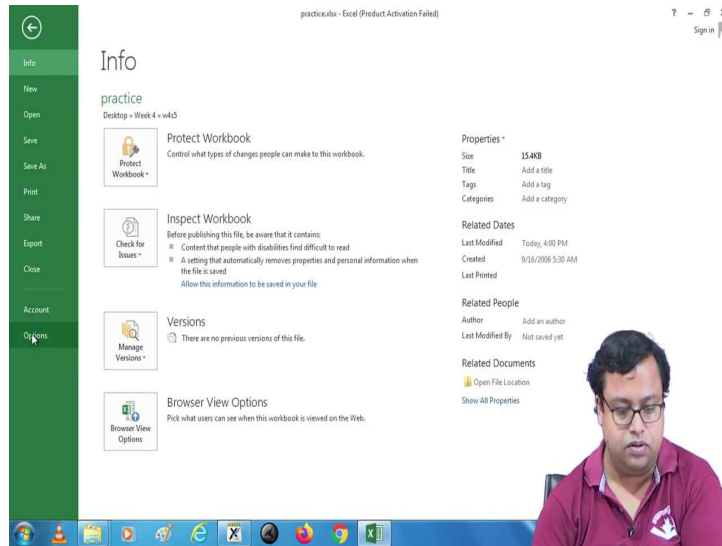 practice.xlsx - Excel (Product Activation Failed)
?
Sign in
Info
New
Open
Save
Save As
Print
Share
Export
Close
Account
Options
Info
practice
Desktop » Week 4 » w4s5
Protect Workbook
Protect Workbook
Control what types of changes people can make to this workbook.
Check for Issues
Inspect Workbook
Before publishing this file, be aware that it contains:
Content that people with disabilities find difficult to read
A setting that automatically removes properties and personal information when
the file is saved
Allow this information to be saved in your file
Manage Versions
Versions
There are no previous versions of this file.
Browser View Options
Browser View Options
Pick what users can see when this workbook is viewed on the Web.
Properties
Size 15.4KB
Title Add a title
Tags Add a tag
Categories Add a category
Related Dates
Last Modified Today, 4:00 PM
Created 9/16/2006 5:30 AM
Last Printed
Related People
Author Add an author
Last Modified By Not saved yet
Related Documents
Open File Location
Show All Properties